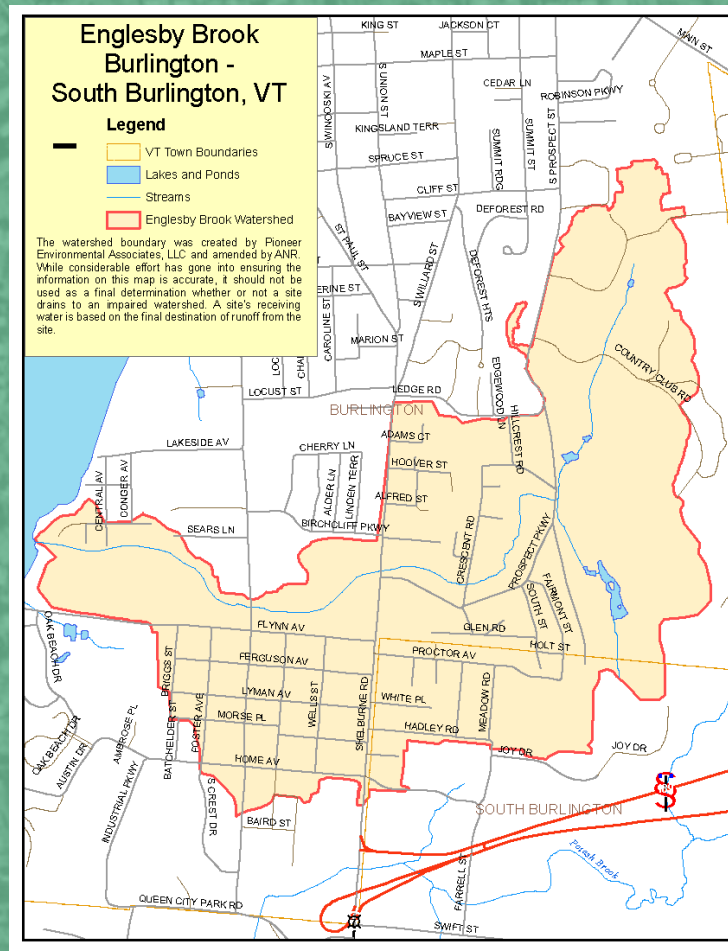 Englesby Brook
Burlington -
South Burlington, VT
Legend
VT Town Boundaries
Lakes and Ponds
Streams
Englesby Brook Watershed
The watershed boundary was created by Pioneer
Environmental Associates, LLC and amended by ANR.
While considerable effort has gone into ensuring the
information on this map is accurate, it should not be
used as a final determination whether or not a site
drains to an impaired watershed. A site's receiving
water is based on the final destination of runoff from the
site.
KING ST
JACKSON CT
MAIN ST
MAPLE ST
S WINOOSKI AV
S UNION ST
CEDAR LN
ROBINSON PKWY
KINGSLAND TERR
SUMMIT RDG
SUMMIT ST
S PROSPECT ST
SPRUCE ST
CLIFF ST
BAYVIEW ST
DEFOREST RD
ST PAUL ST
S WILLARD ST
DEFOREST HTS
ERINE ST
CAROLINE ST
MARION ST
LOC
CHA
EDGEWOOD LN
COUNTRY CLUB RD
LOCUST ST
LEDGE RD
BURLINGTON
HILLCREST RD
ADAMS CT
LAKESIDE AV
CHERRY LN
HOOVER ST
CENTRAL AV
CONGER AV
ALDER LN
LINDEN TERR
ALFRED ST
SEARS LN
BIRCHCLIFF PKWY
CRESCENT RD
PROSPECT PKWY
FAIRMONT ST
SOUTH ST
OAK BEACH DR
FLYNN AV
GLEN RD
HOLT ST
BRIGGS ST
FERGUSON AV
PROCTOR AV
LYMAN AV
WELLS ST
SHELBURNE RD
WHITE PL
MEADOW RD
AMBROSE PL
BATCHELDER ST
FOSTER AVE
MORSE PL
HADLEY RD
OAK BEACH DR
AUSTIN DR
HOME AV
JOY DR
JOY DR
INDUSTRIAL PKWY
S CREST DR
BAIRD ST
SOUTH BURLINGTON
Potash Brook
FARRELL ST
QUEEN CITY PARK RD
SWIFT ST